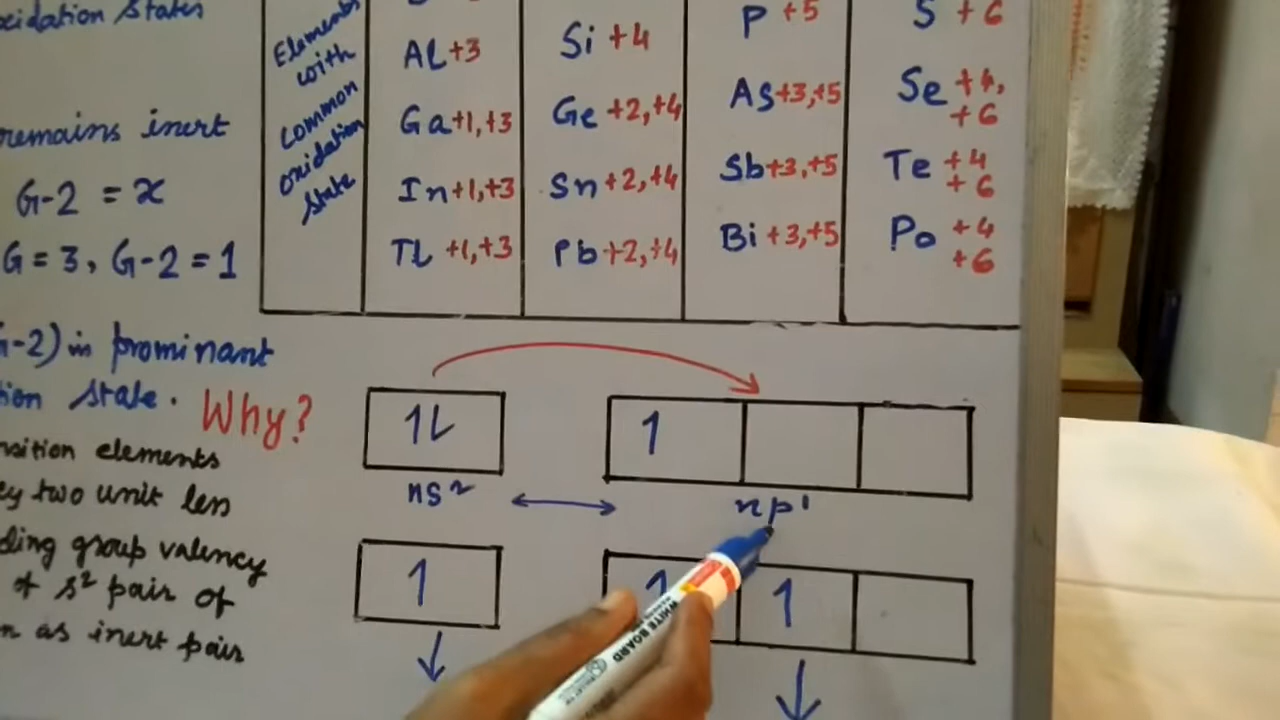 oxidation states
remains inert
G-2 = x
G = 3, G-2 = 1
G-2) in prominant
tion state. Why?
nsition elements
ey two unit less
ding group valency
of s² pair of
n as inert pair
Elements
with
common
oxidation
state
Al +3
Ga +1, +3
In +1, +3
Tl +1, +3
Si +4
Ge +2, +4
Sn +2, +4
Pb +2, +4
P +5
As +3, +5
Sb +3, +5
Bi +3, +5
S +6
Se +4,
+6
Te +4
+6
Po +4
+6
1L
1
ns²
np¹
1
1
1
WHITE BOARD